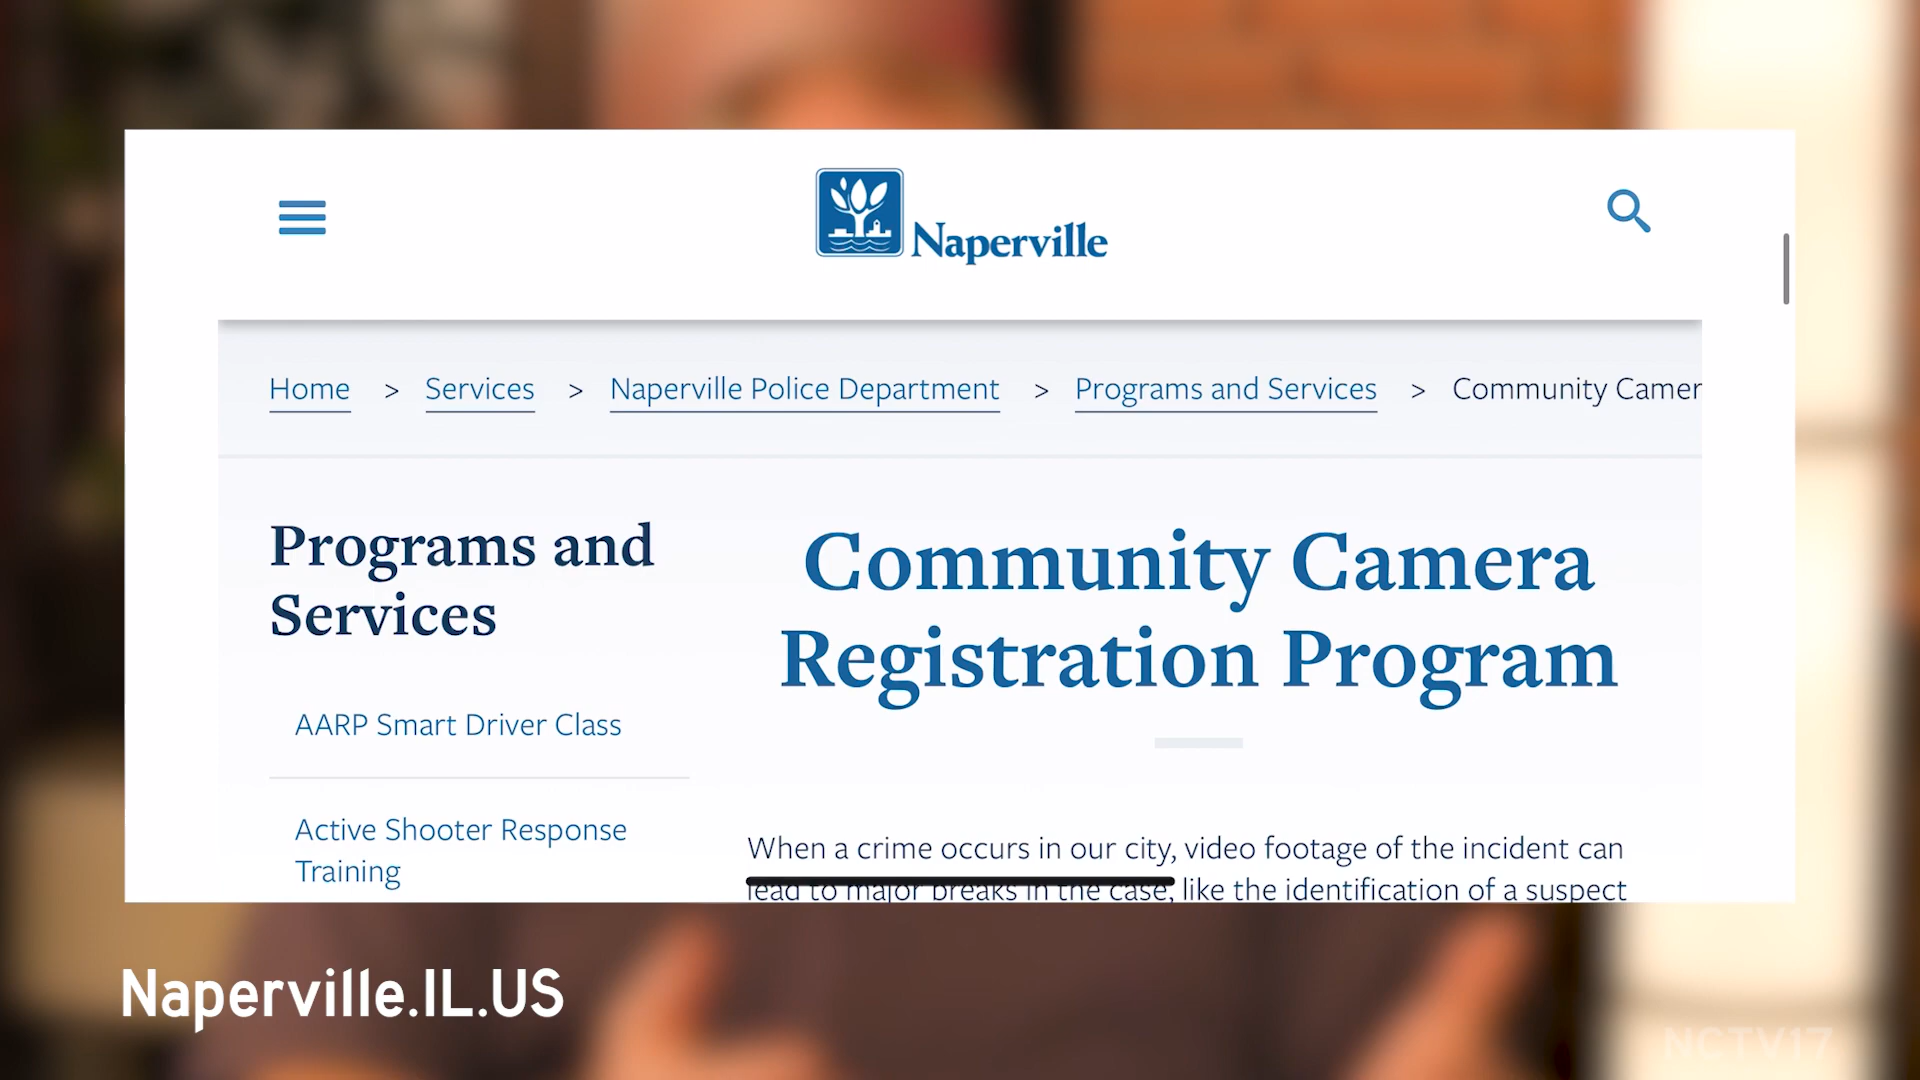 Naperville
Home > Services > Naperville Police Department > Programs and Services > Community Camer
Programs and
Services
AARP Smart Driver Class
Active Shooter Response
Training
Community Camera
Registration Program
When a crime occurs in our city, video footage of the incident can
lead to major breaks in the case, like the identification of a suspect
Naperville.IL.US
NCTV17